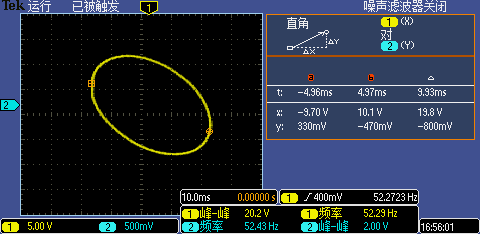 Tek 运行 已被触发 1 噪声滤波器关闭
直角 1 (X)
对
△Y
△X
2 (Y)
2
a b △
t: -4.96ms 4.97ms 9.93ms
x: -9.70 V 10.1 V 19.8 V
y: 330mV -470mV -800mV
10.0ms 0.00000 s 1 400mV 52.2723 Hz
1 峰-峰 20.2 V 1 频率 52.29 Hz
1 5.00 V 2 500mV 2 频率 52.43 Hz 2 峰-峰 2.00 V 16:56:01